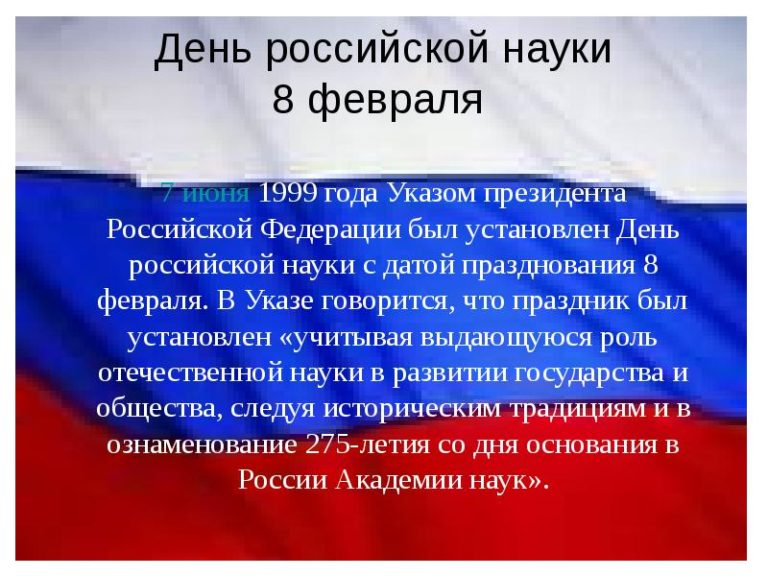 День российской науки
8 февраля
7 июня 1999 года Указом президента
Российской Федерации был установлен День
российской науки с датой празднования 8
февраля. В Указе говорится, что праздник был
установлен «учитывая выдающуюся роль
отечественной науки в развитии государства и
общества, следуя историческим традициям и в
ознаменование 275-летия со дня основания в
России Академии наук».